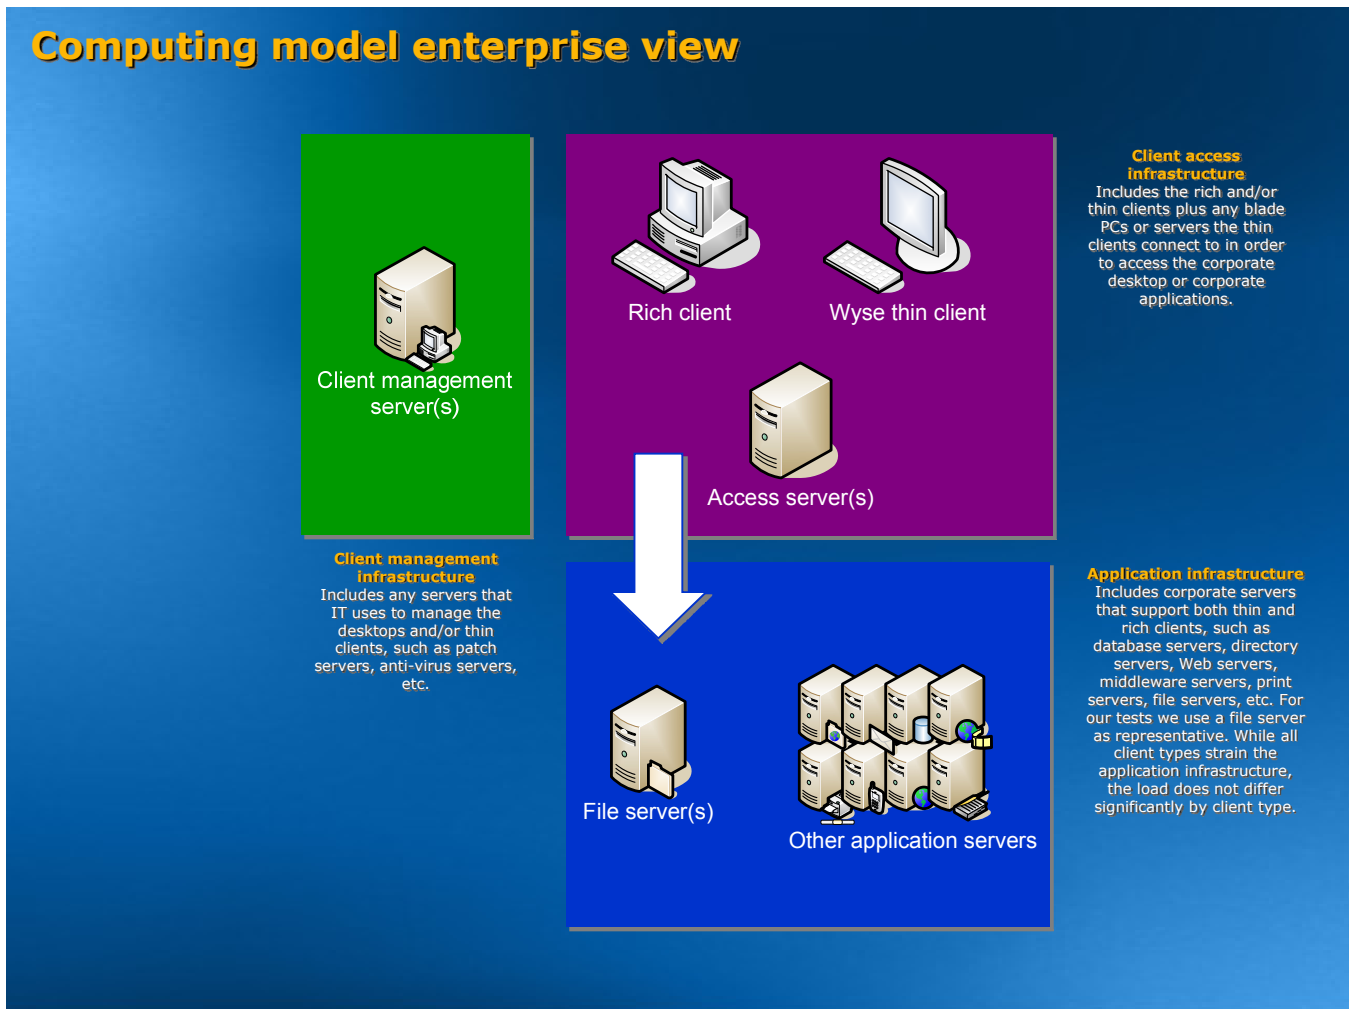 Computing model enterprise view
Client management
server(s)
Rich client
Wyse thin client
Access server(s)
Client access
infrastructure
Includes the rich and/or
thin clients plus any blade
PCs or servers the thin
clients connect to in order
to access the corporate
desktop or corporate
applications.
Client management
infrastructure
Includes any servers that
IT uses to manage the
desktops and/or thin
clients, such as patch
servers, anti-virus servers,
etc.
File server(s)
Other application servers
Application infrastructure
Includes corporate servers
that support both thin and
rich clients, such as
database servers, directory
servers, Web servers,
middleware servers, print
servers, file servers, etc. For
our tests we use a file server
as representative. While all
client types strain the
application infrastructure,
the load does not differ
significantly by client type.